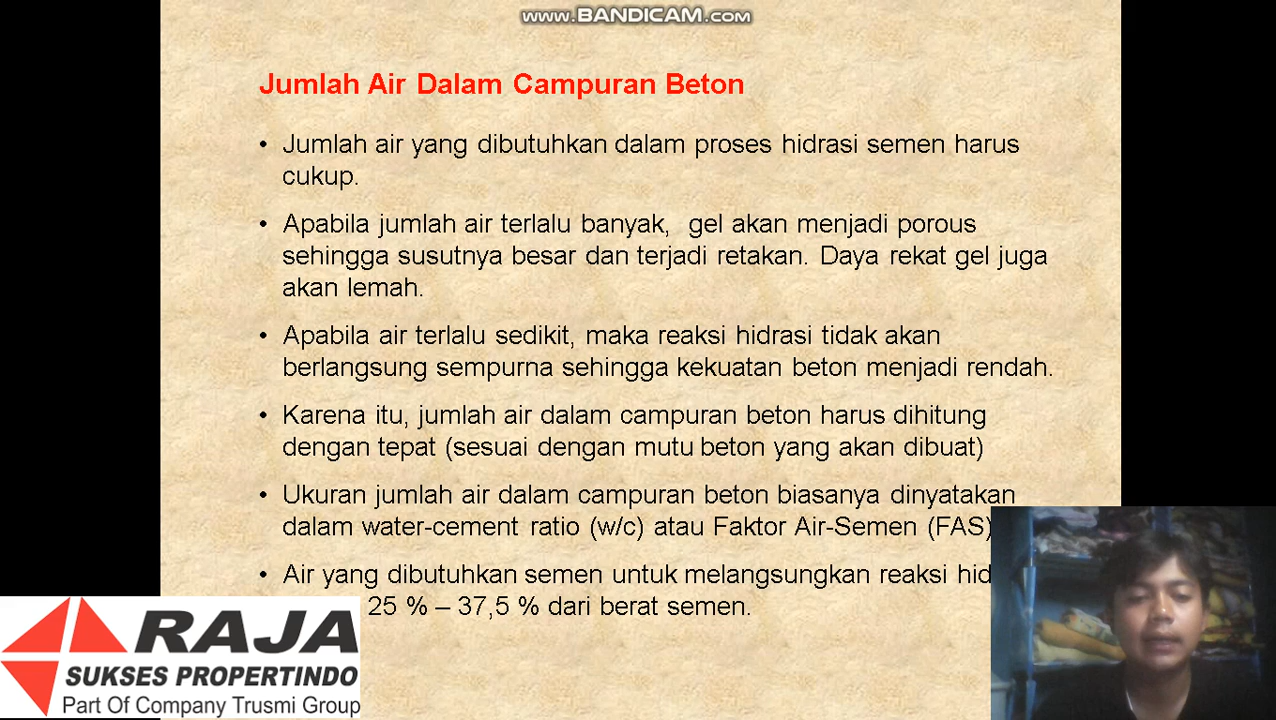 www.BANDICAM.com
Jumlah Air Dalam Campuran Beton
• Jumlah air yang dibutuhkan dalam proses hidrasi semen harus
cukup.
• Apabila jumlah air terlalu banyak, gel akan menjadi porous
sehingga susutnya besar dan terjadi retakan. Daya rekat gel juga
akan lemah.
• Apabila air terlalu sedikit, maka reaksi hidrasi tidak akan
berlangsung sempurna sehingga kekuatan beton menjadi rendah.
• Karena itu, jumlah air dalam campuran beton harus dihitung
dengan tepat (sesuai dengan mutu beton yang akan dibuat)
• Ukuran jumlah air dalam campuran beton biasanya dinyatakan
dalam water-cement ratio (w/c) atau Faktor Air-Semen (FAS)
• Air yang dibutuhkan semen untuk melangsungkan reaksi hid
25 % – 37,5 % dari berat semen.
RAJA
SUKSES PROPERTINDO
Part Of Company Trusmi Group